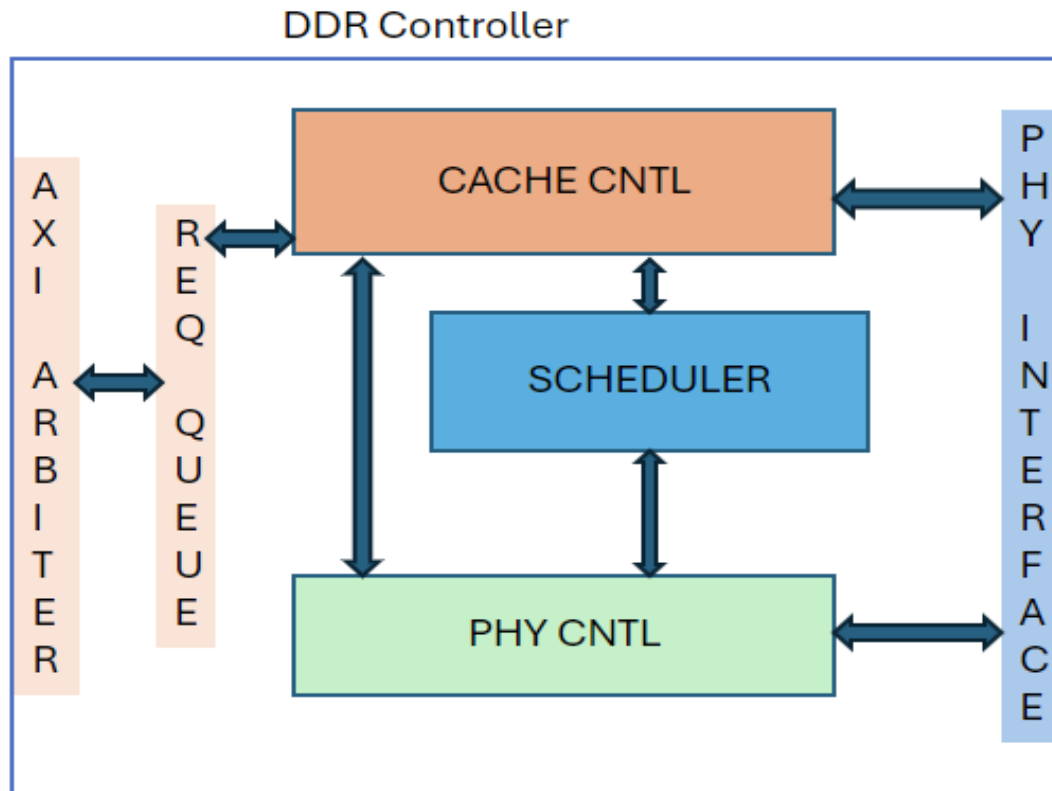 DDR Controller
AXI ARBITER
REQ QUEUE
CACHE CNTL
SCHEDULER
PHY CNTL
PHY INTERFACE